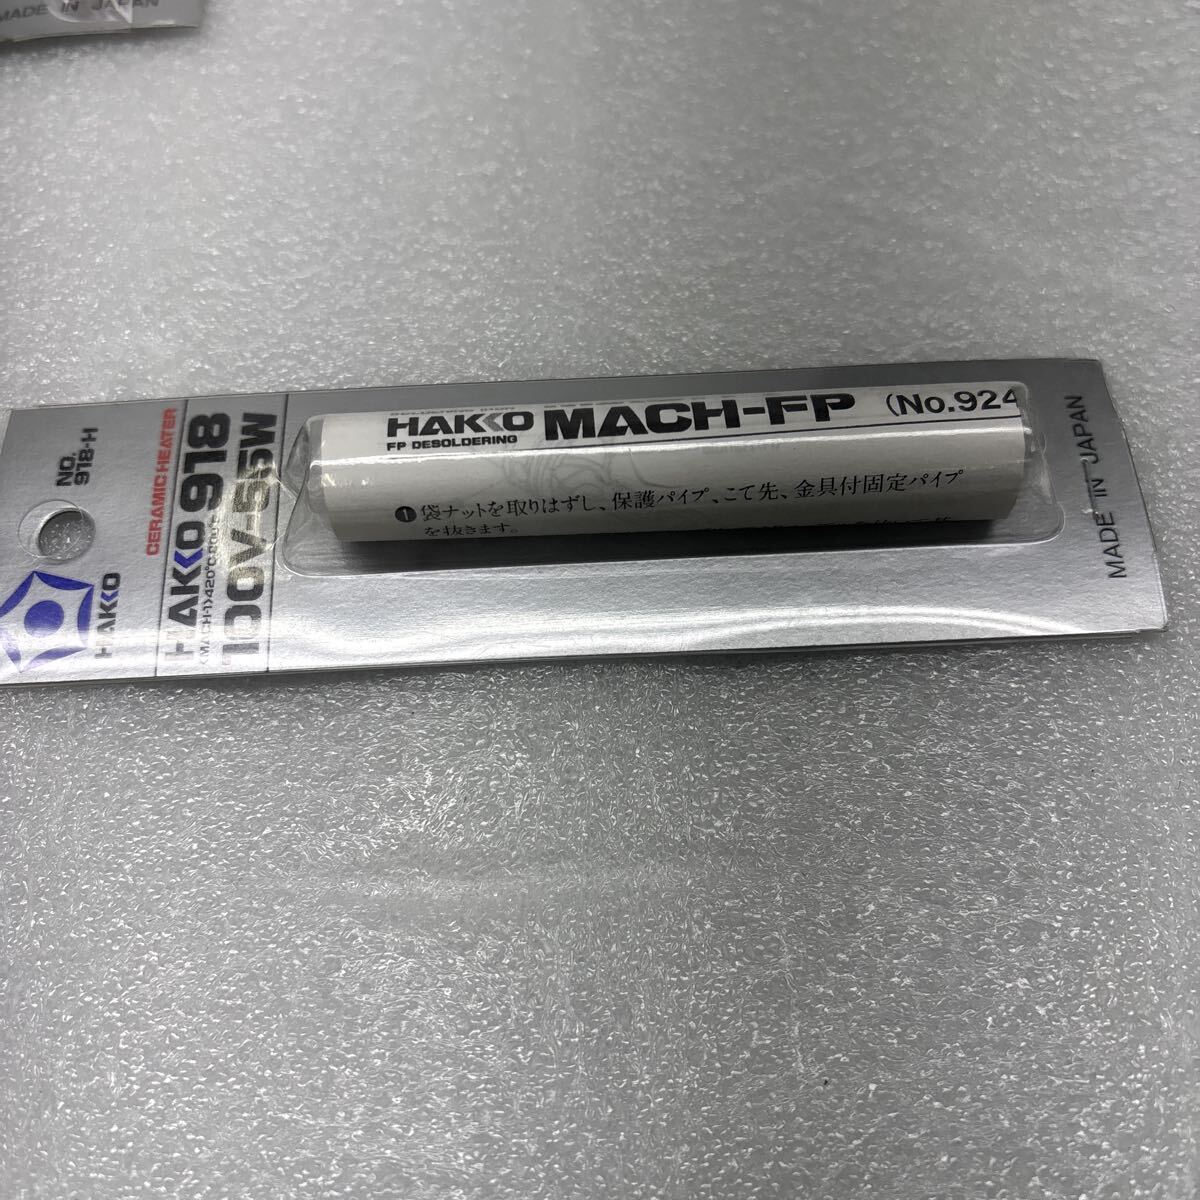 MADE IN JAPAN
NO.
918-H
HAKKO
CERAMIC HEATER
HAKKO 918
100V-55W
HAKKO MACH-FP (No.924
FP DESOLDERING
❶ 袋ナットを取りはずし、保護パイプ、こて先、金具付固定パイプ
を抜きます。
MADE IN JAPAN